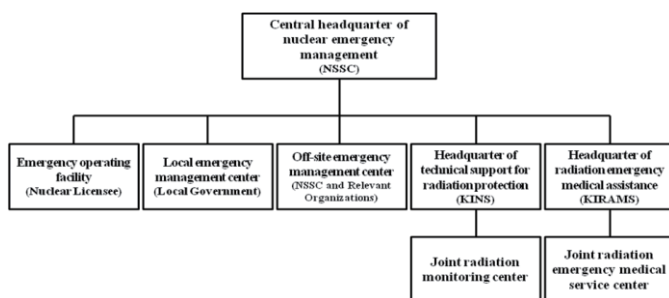 Central headquarter of
nuclear emergency
management
(NSSC)
Emergency operating
facility
(Nuclear Licensee)
Local emergency
management center
(Local Government)
Off-site emergency
management center
(NSSC and Relevant
Organizations)
Headquarter of
technical support for
radiation protection
(KINS)
Headquarter of
radiation emergency
medical assistance
(KIRAMS)
Joint radiation
monitoring center
Joint radiation
emergency medical
service center